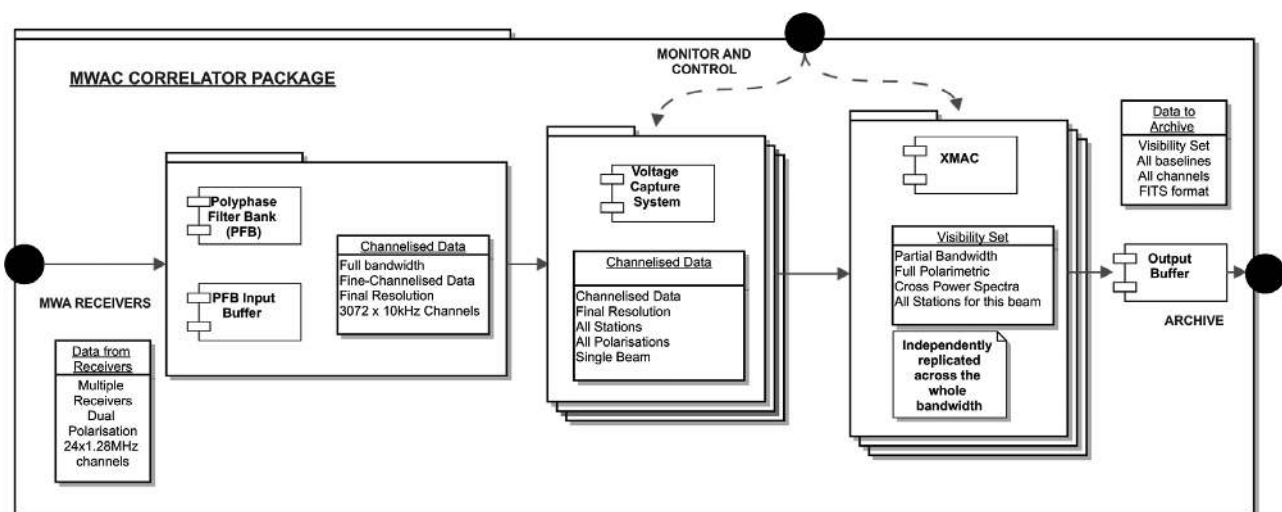 MWAC CORRELATOR PACKAGE
MONITOR AND
CONTROL
MWA RECEIVERS
Data from
Receivers
Multiple
Receivers
Dual
Polarisation
24x1.28MHz
channels
Polyphase
Filter Bank
(PFB)
PFB Input
Buffer
Channelised Data
Full bandwidth
Fine-Channelised Data
Final Resolution
3072 x 10kHz Channels
Voltage
Capture
System
Channelised Data
Channelised Data
Final Resolution
All Stations
All Polarisations
Single Beam
XMAC
Visibility Set
Partial Bandwidth
Full Polarimetric
Cross Power Spectra
All Stations for this beam
Independently
replicated
across the
whole
bandwidth
Data to
Archive
Visibility Set
All baselines
All channels
FITS format
Output
Buffer
ARCHIVE